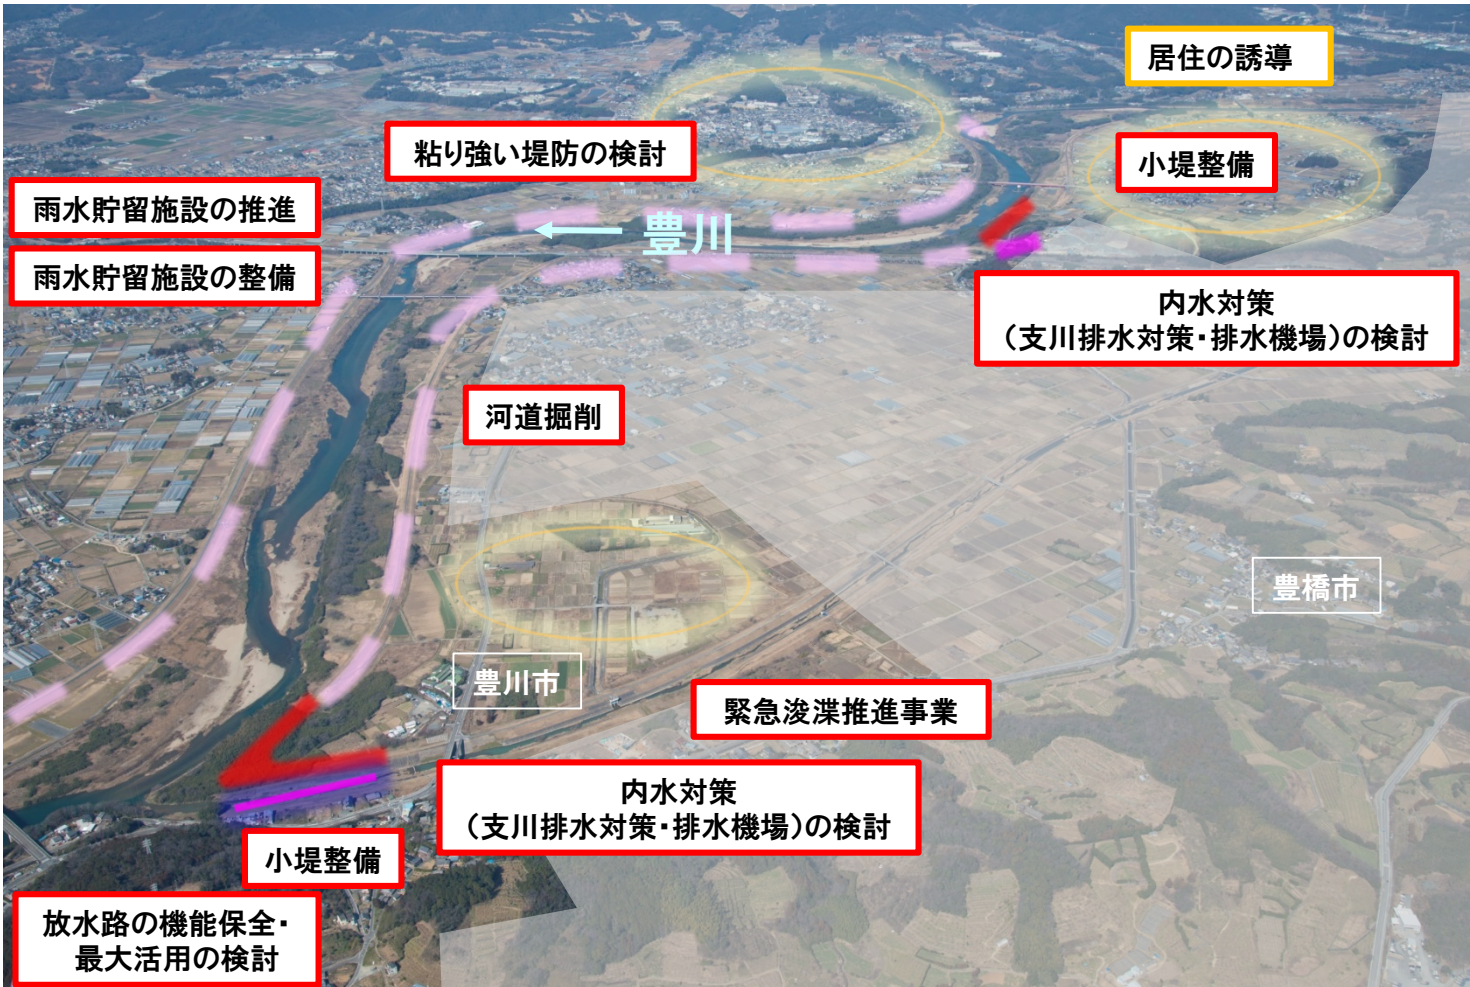 居住の誘導
粘り強い堤防の検討
小堤整備
雨水貯留施設の推進
豊川
雨水貯留施設の整備
内水対策
（支川排水対策・排水機場）の検討
河道掘削
豊橋市
豊川市
緊急浚渫推進事業
内水対策
（支川排水対策・排水機場）の検討
小堤整備
放水路の機能保全・
最大活用の検討